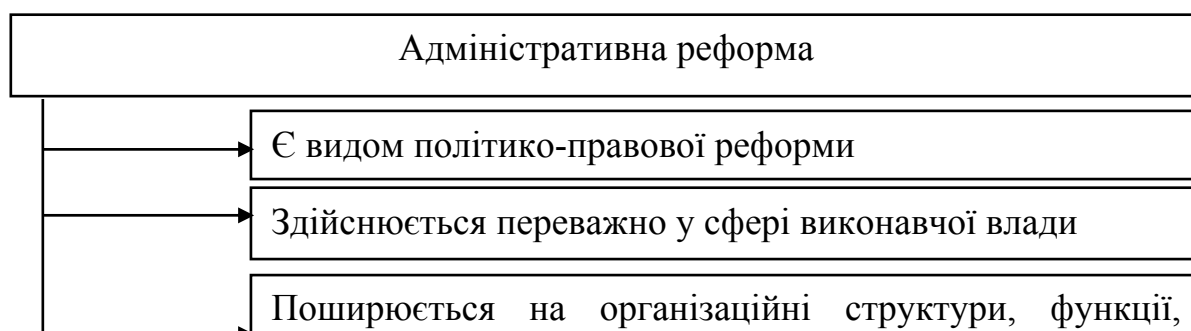 Адміністративна реформа
Є видом політико-правової реформи
Здійснюється переважно у сфері виконавчої влади
Поширюється на організаційні структури, функції,